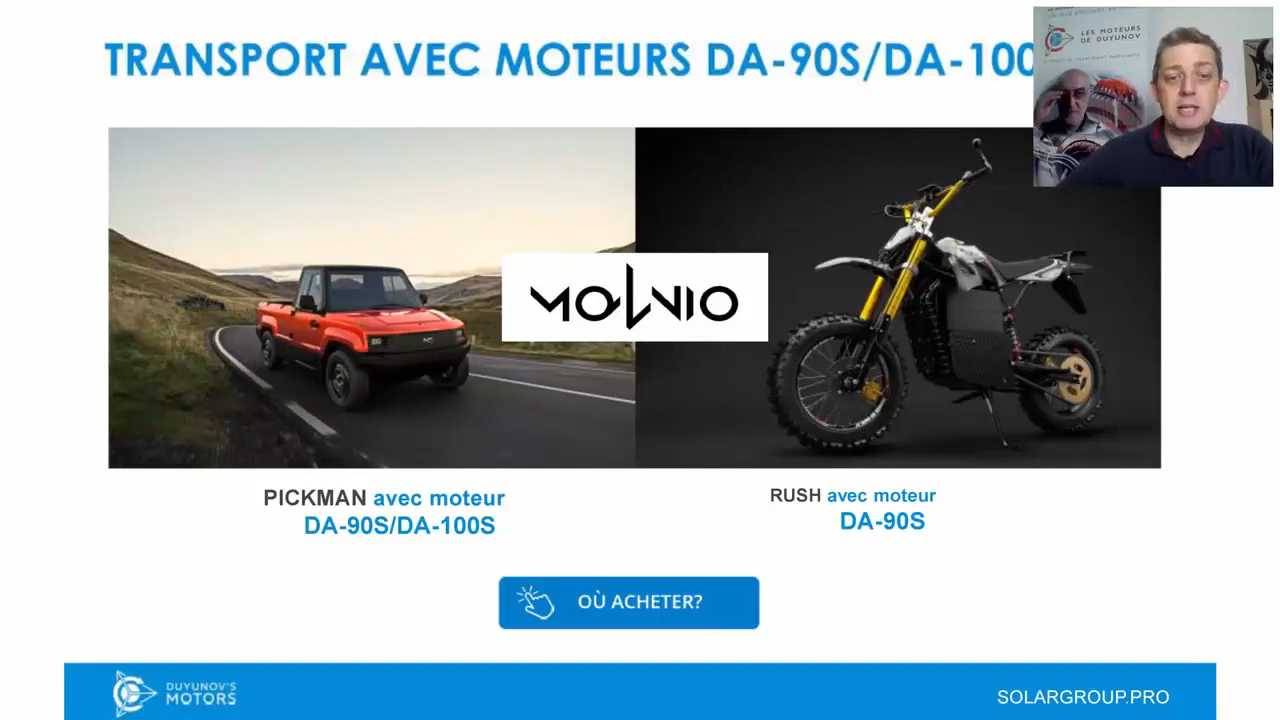 TRANSPORT AVEC MOTEURS DA-90S/DA-100
LES MOTEURS
DE DUYUNOV
MOLNIO
PICKMAN avec moteur
DA-90S/DA-100S
RUSH avec moteur
DA-90S
OÙ ACHETER?
DUYUNOV'S
MOTORS
SOLARGROUP.PRO